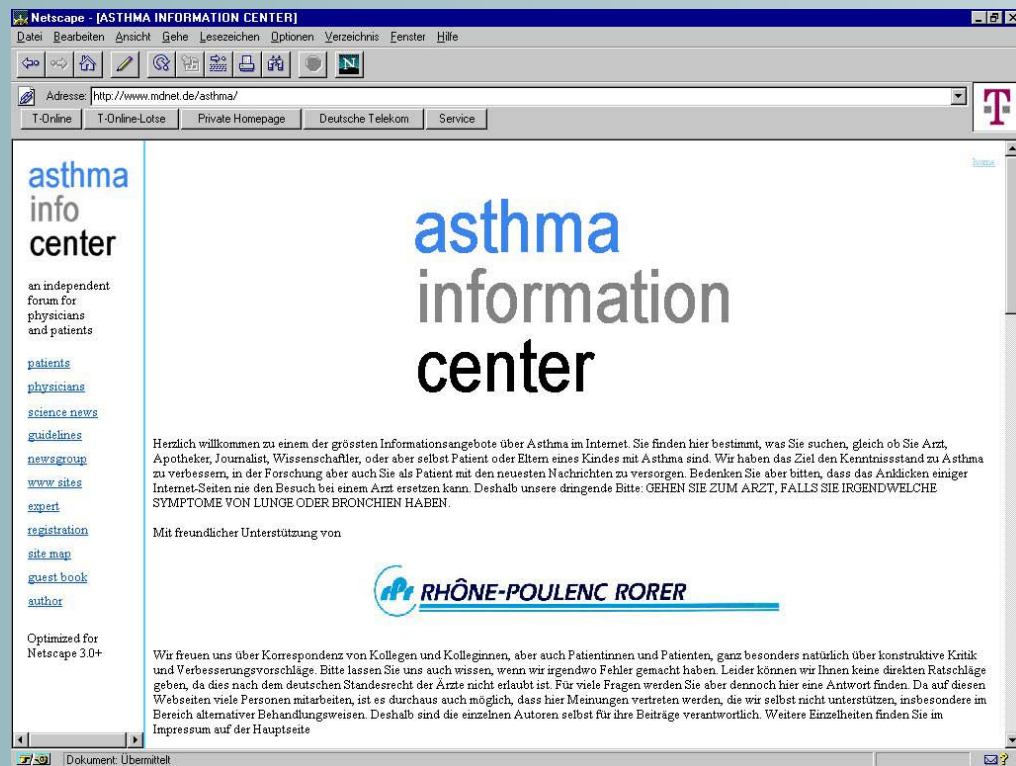 Netscape - [ASTHMA INFORMATION CENTER]
Datei Bearbeiten Ansicht Gehe Lesezeichen Optionen Verzeichnis Fenster Hilfe
N
Adresse: http://www.mdnet.de/asthma/
T-Online T-Online-Lotse Private Homepage Deutsche Telekom Service
T
asthma
info
center
an independent
forum for
physicians
and patients
patients
physicians
science news
guidelines
newsgroup
www sites
expert
registration
site map
guest book
author
Optimized for
Netscape 3.0+
home
asthma
information
center
Herzlich willkommen zu einem der grössten Informationsangebote über Asthma im Internet. Sie finden hier bestimmt, was Sie suchen, gleich ob Sie Arzt,
Apotheker, Journalist, Wissenschaftler, oder aber selbst Patient oder Eltern eines Kindes mit Asthma sind. Wir haben das Ziel den Kenntnissstand zu Asthma
zu verbessern, in der Forschung aber auch Sie als Patient mit den neuesten Nachrichten zu versorgen. Bedenken Sie aber bitten, dass das Anklicken einiger
Internet-Seiten nie den Besuch bei einem Arzt ersetzen kann. Deshalb unsere dringende Bitte: GEHEN SIE ZUM ARZT, FALLS SIE IRGENDWELCHE
SYMPTOME VON LUNGE ODER BRONCHIEN HABEN.
Mit freundlicher Unterstützung von
rPr RHÔNE-POULENC RORER
Wir freuen uns über Korrespondenz von Kollegen und Kolleginnen, aber auch Patientinnen und Patienten, ganz besonders natürlich über konstruktive Kritik
und Verbesserungsvorschläge. Bitte lassen Sie uns auch wissen, wenn wir irgendwo Fehler gemacht haben. Leider können wir Ihnen keine direkten Ratschläge
geben, da dies nach dem deutschen Standesrecht der Ärzte nicht erlaubt ist. Für viele Fragen werden Sie aber dennoch hier eine Antwort finden. Da auf diesen
Webseiten viele Personen mitarbeiten, ist es durchaus auch möglich, dass hier Meinungen vertreten werden, die wir selbst nicht unterstützen, insbesondere im
Bereich alternativer Behandlungsweisen. Deshalb sind die einzelnen Autoren selbst für ihre Beiträge verantwortlich. Weitere Einzelheiten finden Sie im
Impressum auf der Hauptseite
Dokument: Übermittelt